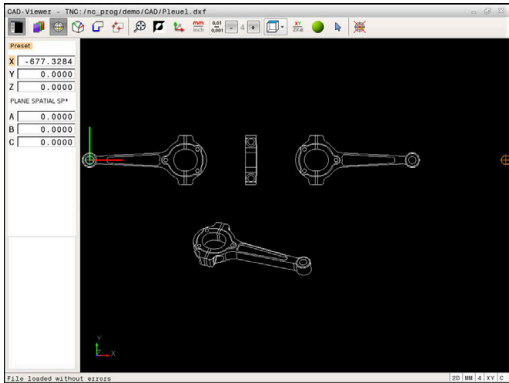 CAD-Viewer - TNC:/nc_prog/demo/CAD/Pleuel.dxf
mm inch 0,01 0,001 4 XY
Preset
X -677.3284
Y 0.0000
Z 0.0000
PLANE SPATIAL SP*
A 0.0000
B 0.0000
C 0.0000
Y
Z X
File loaded without errors
2D MM 4 XY C